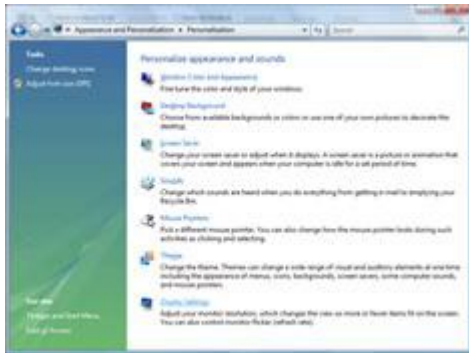 Appearance and Personalization ▸ Personalization
Tasks
Change desktop icons
Adjust font size (DPI)
Personalize appearance and sounds
Window Color and Appearance
Fine tune the color and style of your windows.
Desktop Background
Choose from available backgrounds or colors or use one of your own pictures to decorate the
desktop.
Screen Saver
Change your screen saver or adjust when it displays. A screen saver is a picture or animation that
covers your screen and appears when your computer is idle for a set period of time.
Sounds
Change which sounds are heard when you do everything from getting e-mail to emptying your
Recycle Bin.
Mouse Pointers
Pick a different mouse pointer. You can also change how the mouse pointer looks during such
activities as clicking and selecting.
Theme
Change the theme. Themes can change a wide range of visual and auditory elements at one time
including the appearance of menus, icons, backgrounds, screen savers, some computer sounds,
and mouse pointers.
Display Settings
Adjust your monitor resolution, which changes the view so more or fewer items fit on the screen.
You can also control monitor flicker (refresh rate).
See also
Taskbar and Start Menu
Ease of Access